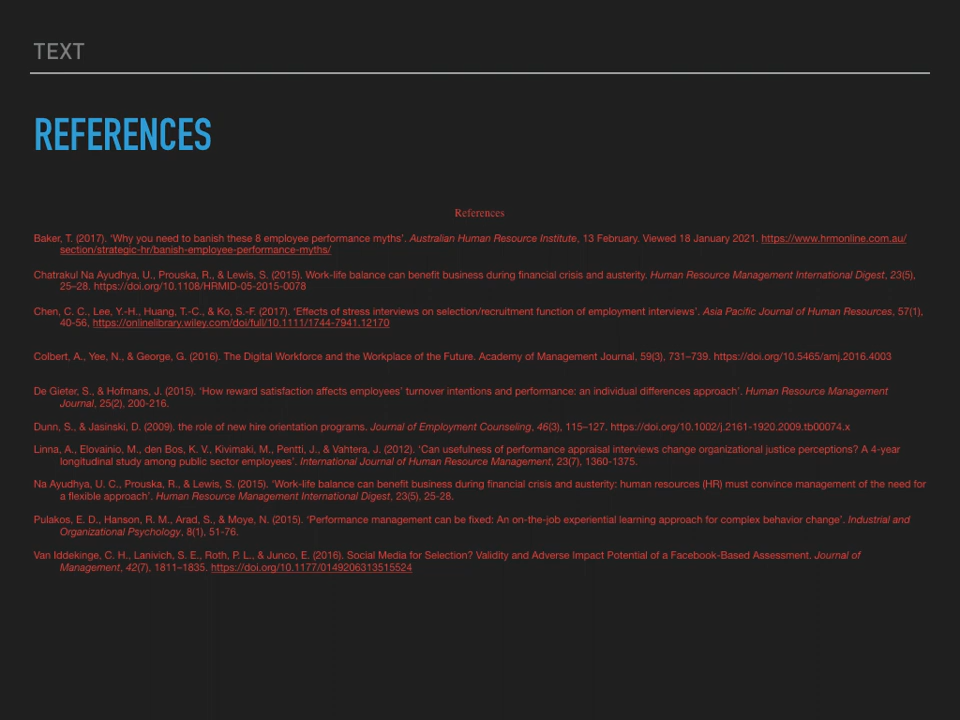 TEXT
REFERENCES
References
Baker, T. (2017). ‘Why you need to banish these 8 employee performance myths’. Australian Human Resource Institute, 13 February. Viewed 18 January 2021. https://www.hrmonline.com.au/
section/strategic-hr/banish-employee-performance-myths/
Chatrakul Na Ayudhya, U., Prouska, R., & Lewis, S. (2015). Work-life balance can benefit business during financial crisis and austerity. Human Resource Management International Digest, 23(5),
25–28. https://doi.org/10.1108/HRMID-05-2015-0078
Chen, C. C., Lee, Y.-H., Huang, T.-C., & Ko, S.-F. (2017). ‘Effects of stress interviews on selection/recruitment function of employment interviews’. Asia Pacific Journal of Human Resources, 57(1),
40-56, https://onlinelibrary.wiley.com/doi/full/10.1111/1744-7941.12170
Colbert, A., Yee, N., & George, G. (2016). The Digital Workforce and the Workplace of the Future. Academy of Management Journal, 59(3), 731–739. https://doi.org/10.5465/amj.2016.4003
De Gieter, S., & Hofmans, J. (2015). ‘How reward satisfaction affects employees’ turnover intentions and performance: an individual differences approach’. Human Resource Management
Journal, 25(2), 200-216.
Dunn, S., & Jasinski, D. (2009). the role of new hire orientation programs. Journal of Employment Counseling, 46(3), 115–127. https://doi.org/10.1002/j.2161-1920.2009.tb00074.x
Linna, A., Elovainio, M., den Bos, K. V., Kivimaki, M., Pentti, J., & Vahtera, J. (2012). ‘Can usefulness of performance appraisal interviews change organizational justice perceptions? A 4-year
longitudinal study among public sector employees’. International Journal of Human Resource Management, 23(7), 1360-1375.
Na Ayudhya, U. C., Prouska, R., & Lewis, S. (2015). ‘Work-life balance can benefit business during financial crisis and austerity: human resources (HR) must convince management of the need for
a flexible approach’. Human Resource Management International Digest, 23(5), 25-28.
Pulakos, E. D., Hanson, R. M., Arad, S., & Moye, N. (2015). ‘Performance management can be fixed: An on-the-job experiential learning approach for complex behavior change’. Industrial and
Organizational Psychology, 8(1), 51-76.
Van Iddekinge, C. H., Lanivich, S. E., Roth, P. L., & Junco, E. (2016). Social Media for Selection? Validity and Adverse Impact Potential of a Facebook-Based Assessment. Journal of
Management, 42(7), 1811–1835. https://doi.org/10.1177/0149206313515524